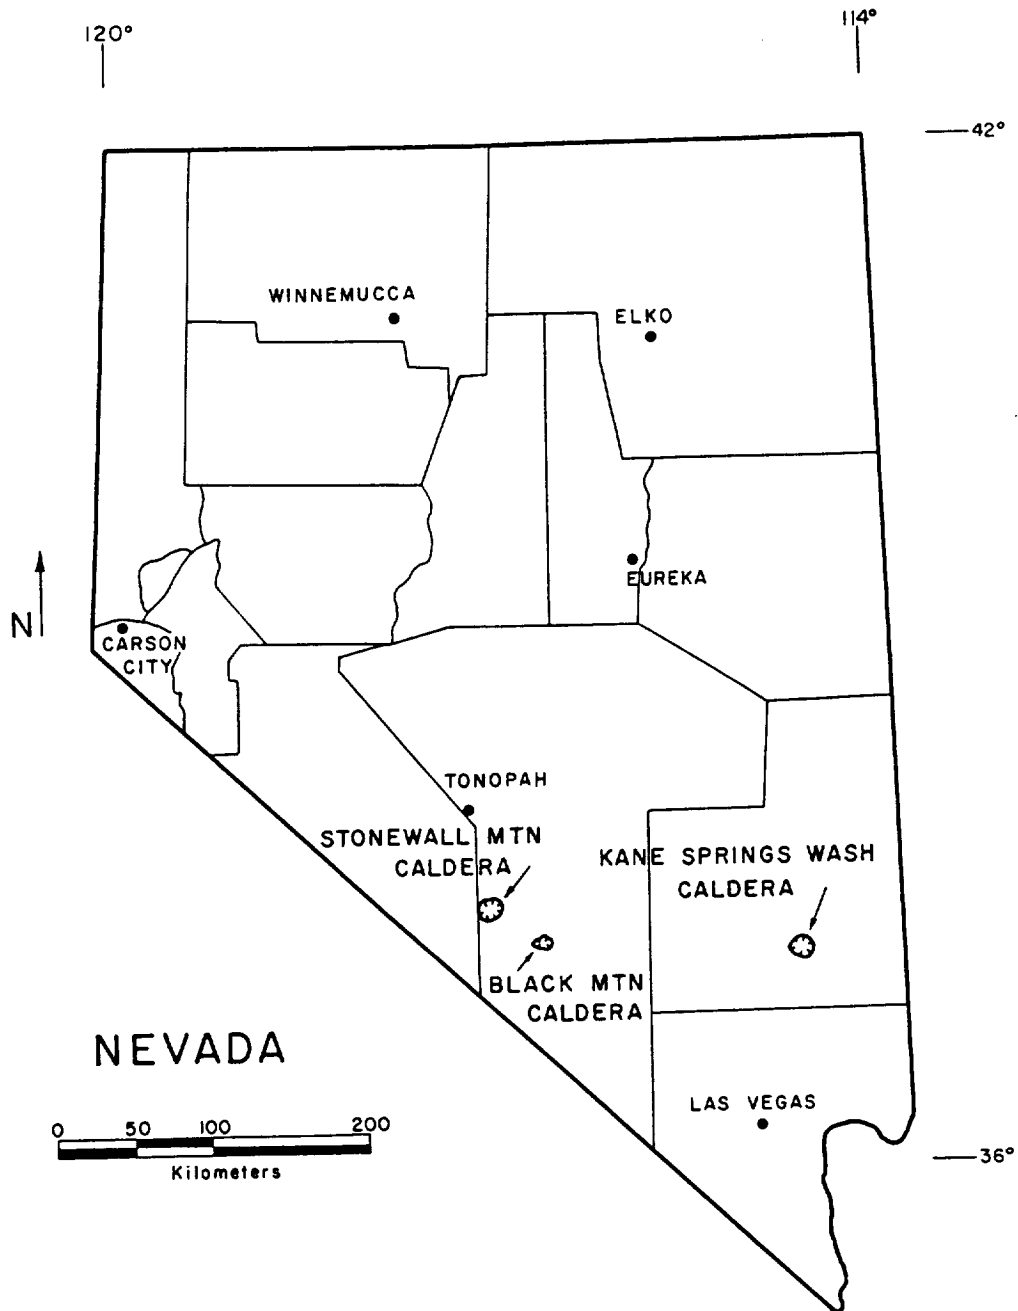 120°
114°
42°
WINNEMUCCA
ELKO
EUREKA
N
CARSON
CITY
TONOPAH
STONEWALL MTN
CALDERA
KANE SPRINGS WASH
CALDERA
BLACK MTN
CALDERA
NEVADA
LAS VEGAS
0 50 100 200
Kilometers
36°